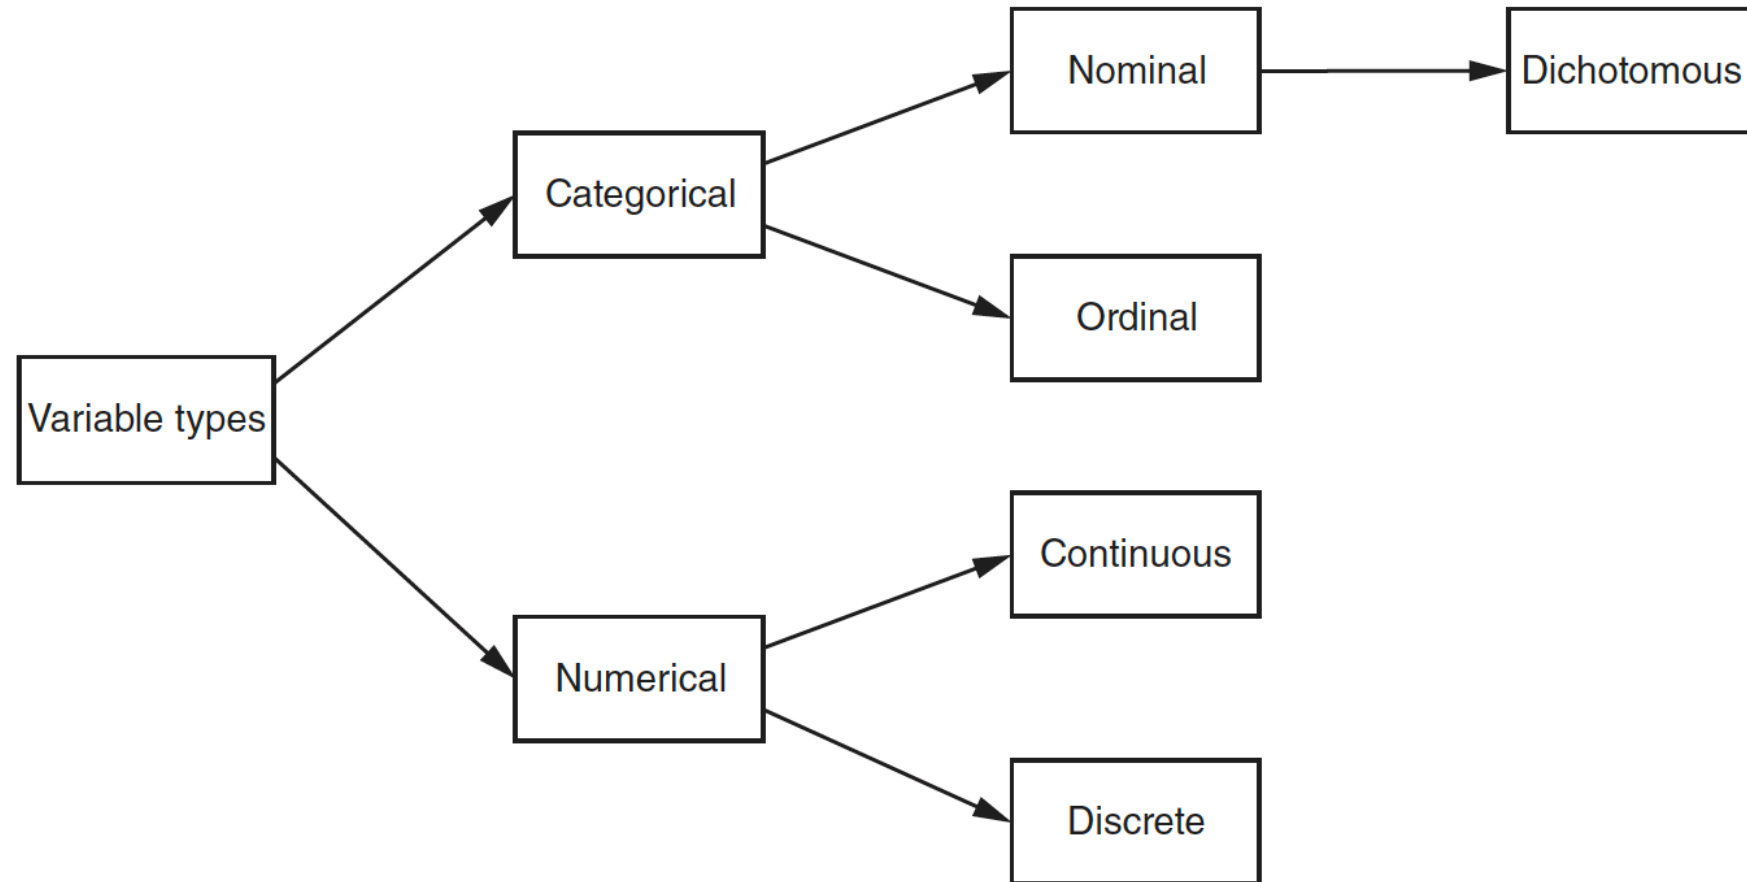 Variable types
Categorical
Numerical
Nominal
Ordinal
Continuous
Discrete
Dichotomous